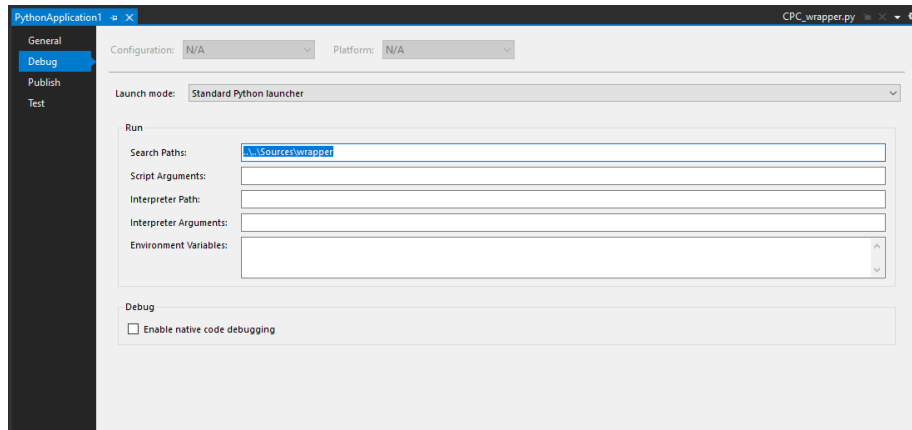 PythonApplication1
CPC_wrapper.py
General
Debug
Publish
Test
Configuration: N/A Platform: N/A
Launch mode: Standard Python launcher
Run
Search Paths: ..\..\Sources\wrapper
Script Arguments:
Interpreter Path:
Interpreter Arguments:
Environment Variables:
Debug
Enable native code debugging